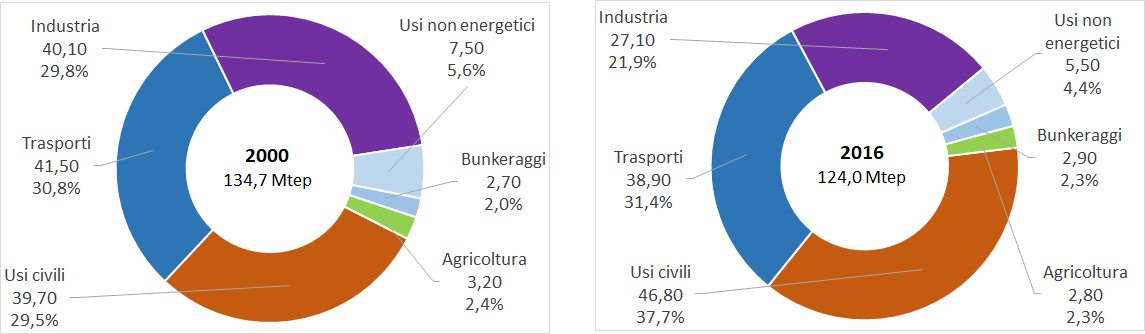 Industria
40,10
29,8%
Usi non energetici
7,50
5,6%
Trasporti
41,50
30,8%
2000
134,7 Mtep
Bunkeraggi
2,70
2,0%
Agricoltura
3,20
2,4%
Usi civili
39,70
29,5%
Industria
27,10
21,9%
Usi non
energetici
5,50
4,4%
Trasporti
38,90
31,4%
2016
124,0 Mtep
Bunkeraggi
2,90
2,3%
Agricoltura
2,80
2,3%
Usi civili
46,80
37,7%